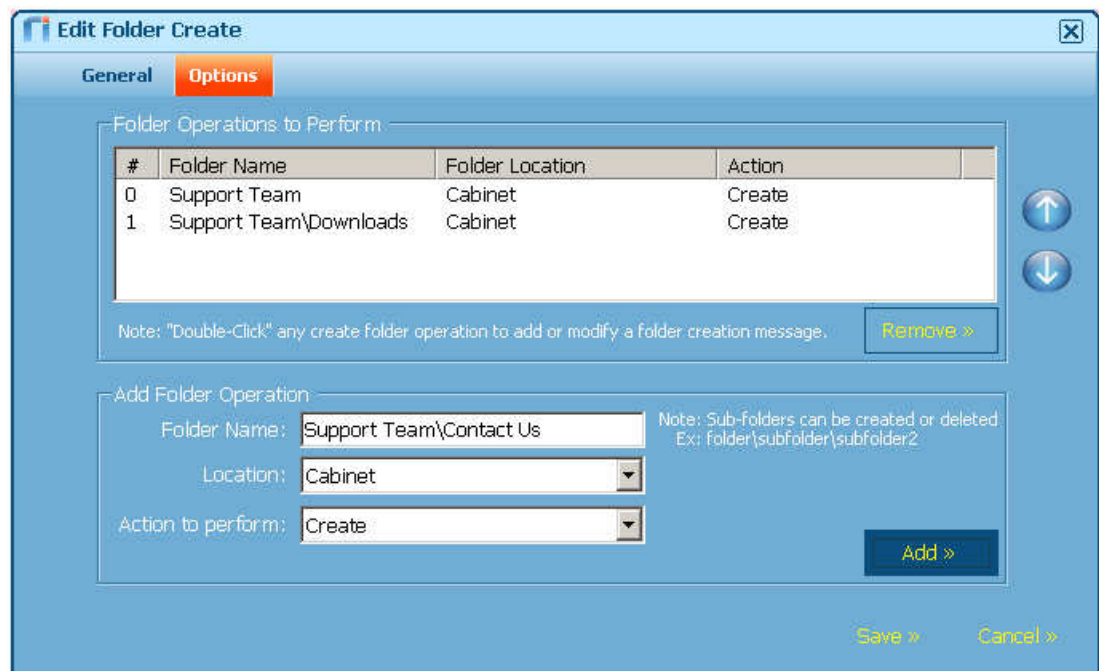 Edit Folder Create
General Options
Folder Operations to Perform
# Folder Name Folder Location Action
0 Support Team Cabinet Create
1 Support Team\Downloads Cabinet Create
Note: "Double-Click" any create folder operation to add or modify a folder creation message.
Remove »
Add Folder Operation
Folder Name: Support Team\Contact Us
Note: Sub-folders can be created or deleted
Ex: folder\subfolder\subfolder2
Location: Cabinet
Action to perform: Create
Add »
Save » Cancel »